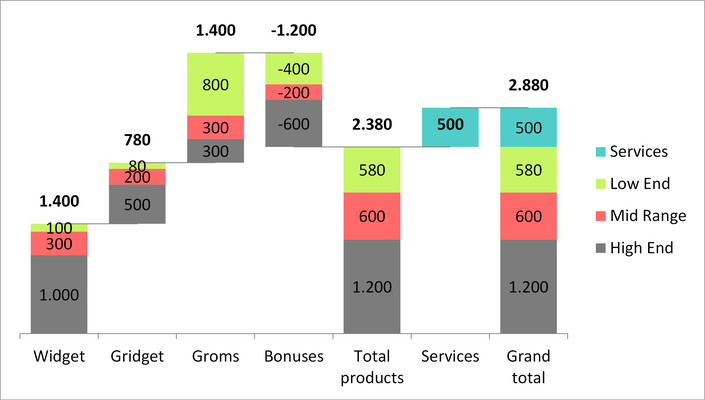 1.400
-1.200
2.880
800
-400
-200
300
300
-600
2.380
500
500
780
80
200
500
580
580
1.400
100
300
600
600
1.000
1.200
1.200
Services
Low End
Mid Range
High End
Widget
Gridget
Groms
Bonuses
Total
products
Services
Grand
total